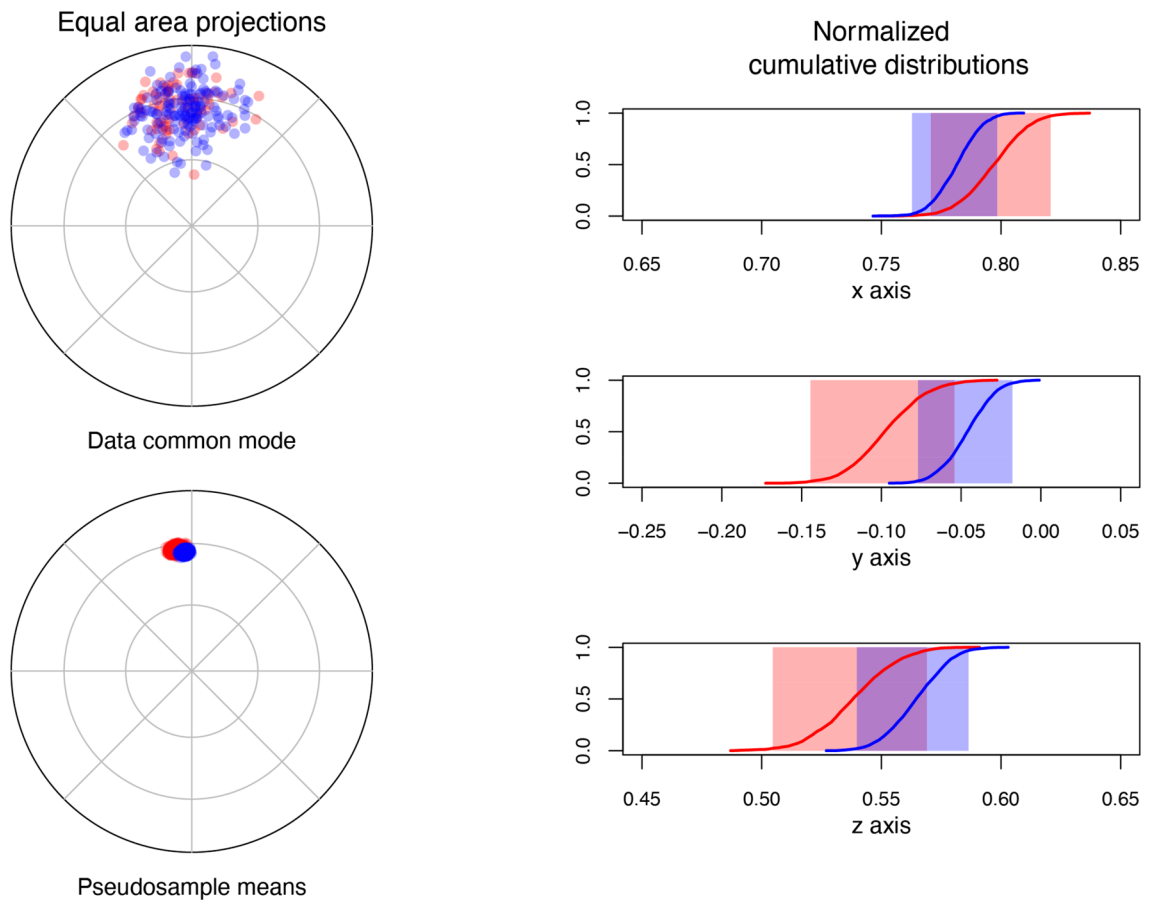 Equal area projections
Data common mode
Pseudosample means
Normalized
cumulative distributions
0.0 0.5 1.0
0.65 0.70 0.75 0.80 0.85
x axis
0.0 0.5 1.0
−0.25 −0.20 −0.15 −0.10 −0.05 0.00 0.05
y axis
0.0 0.5 1.0
0.45 0.50 0.55 0.60 0.65
z axis